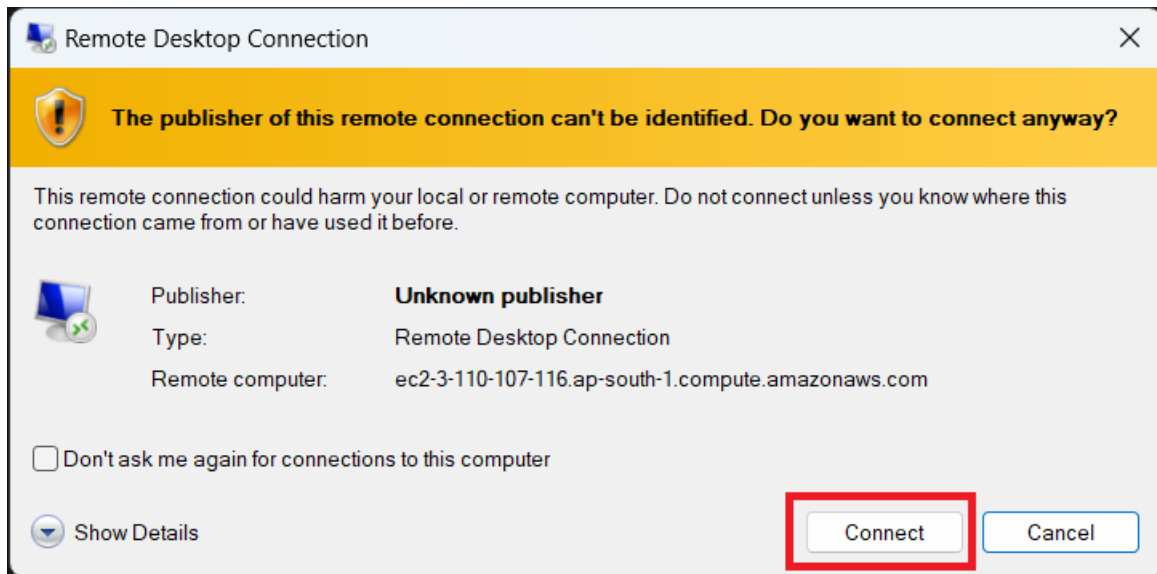 Remote Desktop Connection
The publisher of this remote connection can't be identified. Do you want to connect anyway?
This remote connection could harm your local or remote computer. Do not connect unless you know where this
connection came from or have used it before.
Publisher: Unknown publisher
Type: Remote Desktop Connection
Remote computer: ec2-3-110-107-116.ap-south-1.compute.amazonaws.com
Don't ask me again for connections to this computer
Show Details Connect Cancel